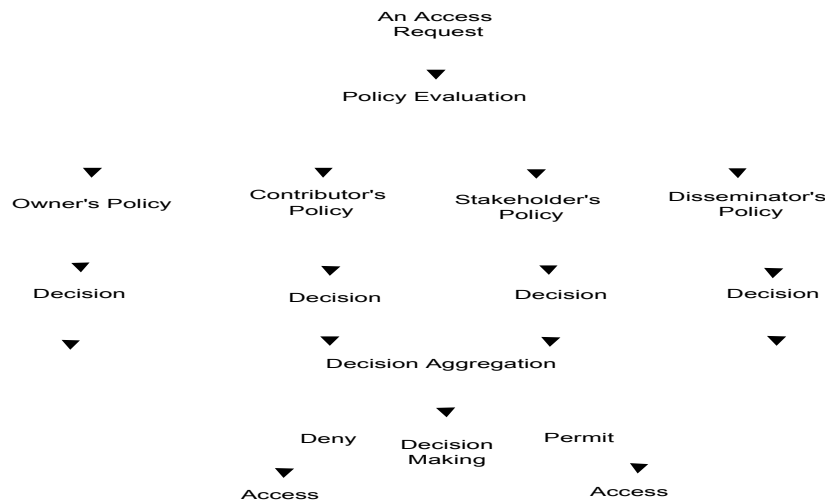 An Access
Request
Policy Evaluation
Owner's Policy
Contributor's
Policy
Stakeholder's
Policy
Disseminator's
Policy
Decision
Decision
Decision
Decision
Decision Aggregation
Deny
Decision
Making
Permit
Access
Access